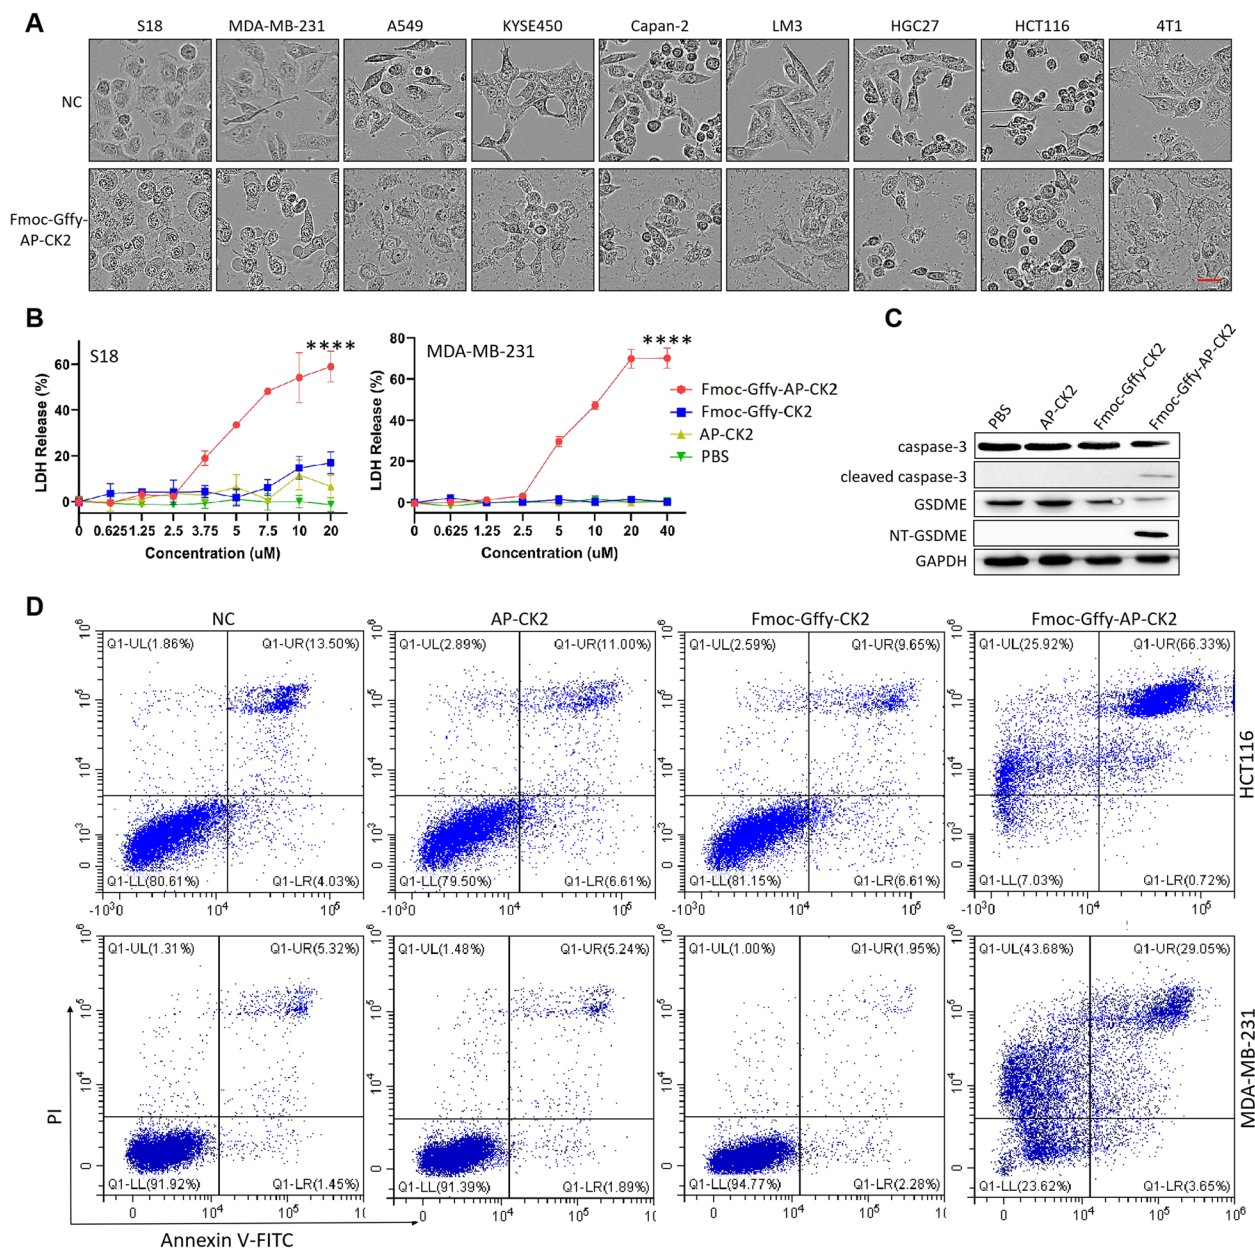 A
S18 MDA-MB-231 A549 KYSE450 Capan-2 LM3 HGC27 HCT116 4T1
NC
Fmoc-Gffy-
AP-CK2
B
S18
LDH Release (%)
60
40
20
0
0 0.625 1.25 2.5 3.75 5 7.5 10 20
Concentration (uM)
****
MDA-MB-231
LDH Release (%)
80
60
40
20
0
0 0.625 1.25 2.5 5 10 20 40
Concentration (uM)
****
Fmoc-Gffy-AP-CK2
Fmoc-Gffy-CK2
AP-CK2
PBS
C
PBS AP-CK2 Fmoc-Gffy-CK2 Fmoc-Gffy-AP-CK2
caspase-3
cleaved caspase-3
GSDME
NT-GSDME
GAPDH
D
NC AP-CK2 Fmoc-Gffy-CK2 Fmoc-Gffy-AP-CK2
Q1-UL(1.86%) Q1-UR(13.50%) Q1-UL(2.89%) Q1-UR(11.00%) Q1-UL(2.59%) Q1-UR(9.65%) Q1-UL(25.92%) Q1-UR(66.33%)
HCT116
Q1-LL(80.61%) Q1-LR(4.03%) Q1-LL(79.50%) Q1-LR(6.61%) Q1-LL(81.15%) Q1-LR(6.61%) Q1-LL(7.03%) Q1-LR(0.72%)
Q1-UL(1.31%) Q1-UR(5.32%) Q1-UL(1.48%) Q1-UR(5.24%) Q1-UL(1.00%) Q1-UR(1.95%) Q1-UL(43.68%) Q1-UR(29.05%)
MDA-MB-231
Q1-LL(91.92%) Q1-LR(1.45%) Q1-LL(91.39%) Q1-LR(1.89%) Q1-LL(94.77%) Q1-LR(2.28%) Q1-LL(23.62%) Q1-LR(3.65%)
PI
Annexin V-FITC